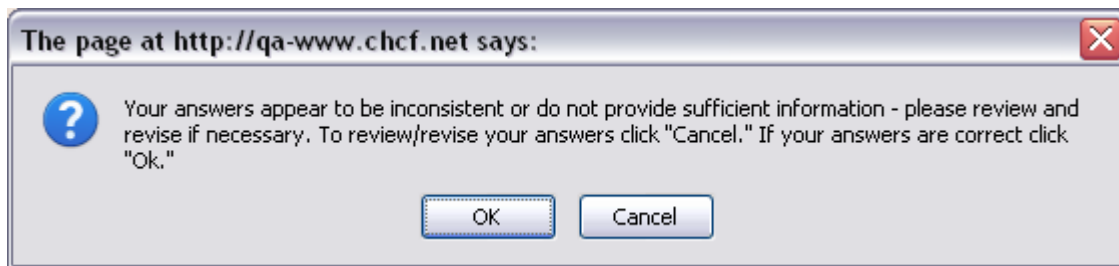 The page at http://qa-www.chcf.net says:
Your answers appear to be inconsistent or do not provide sufficient information - please review and
revise if necessary. To review/revise your answers click "Cancel." If your answers are correct click
"Ok."
OK
Cancel